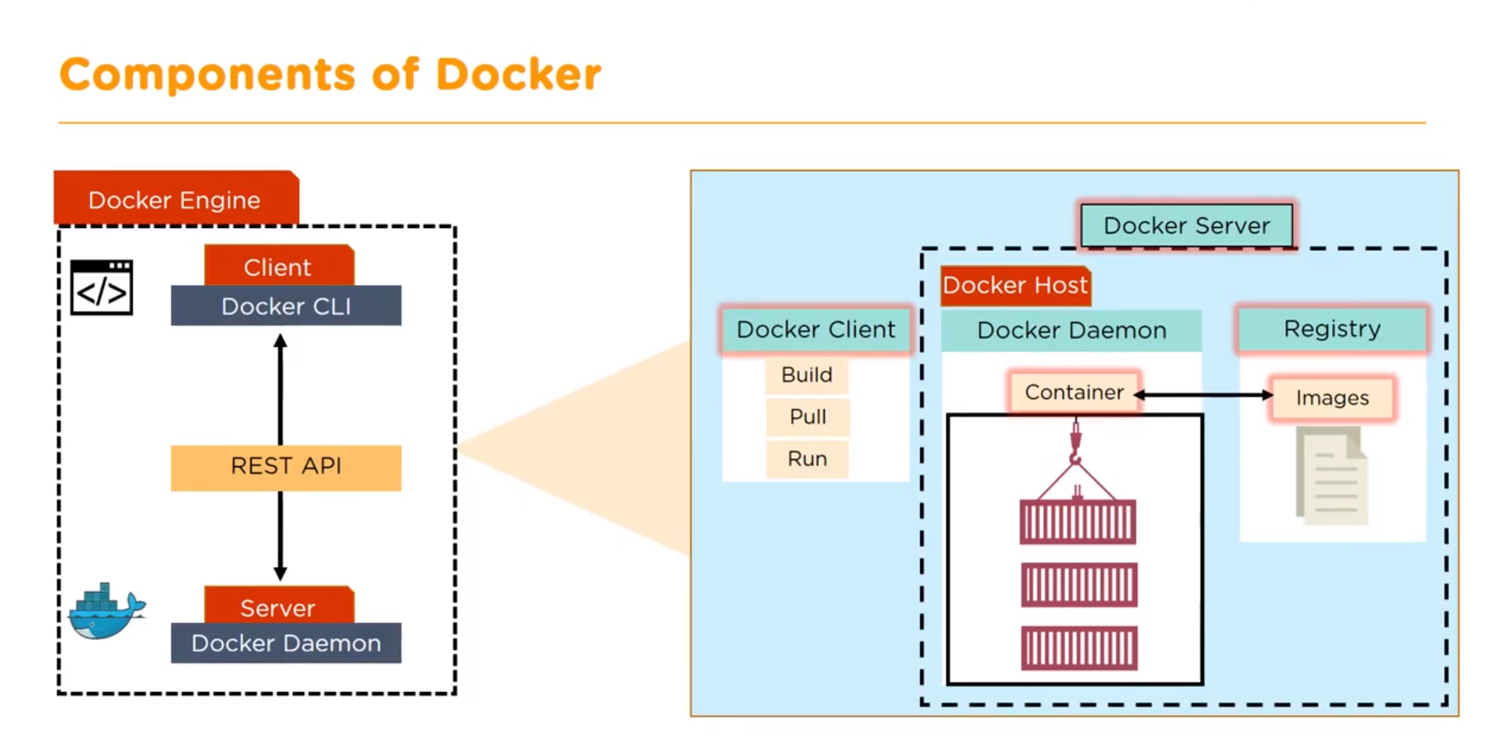 Components of Docker
Docker Engine
Client
Docker CLI
REST API
Server
Docker Daemon
Docker Server
Docker Client
Build
Pull
Run
Docker Host
Docker Daemon
Container
Registry
Images